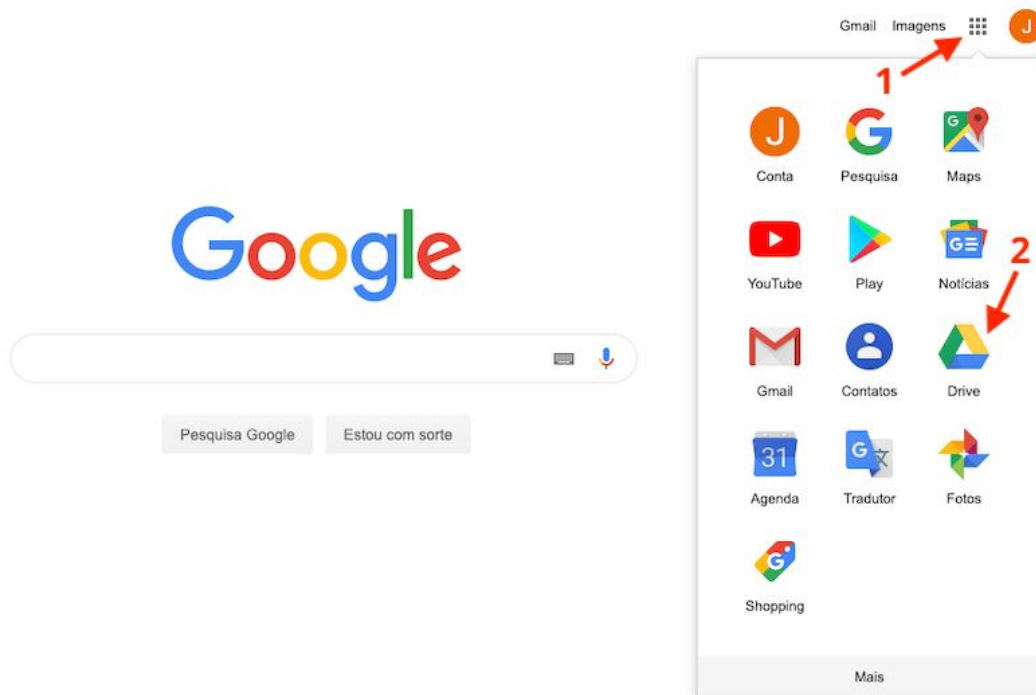 Gmail Imagens J
1
J G G
Conta Pesquisa Maps
Google
G
2
YouTube Play Notícias
Gmail Contatos Drive
Pesquisa Google Estou com sorte
31 G 文
Agenda Tradutor Fotos
G
Shopping
Mais